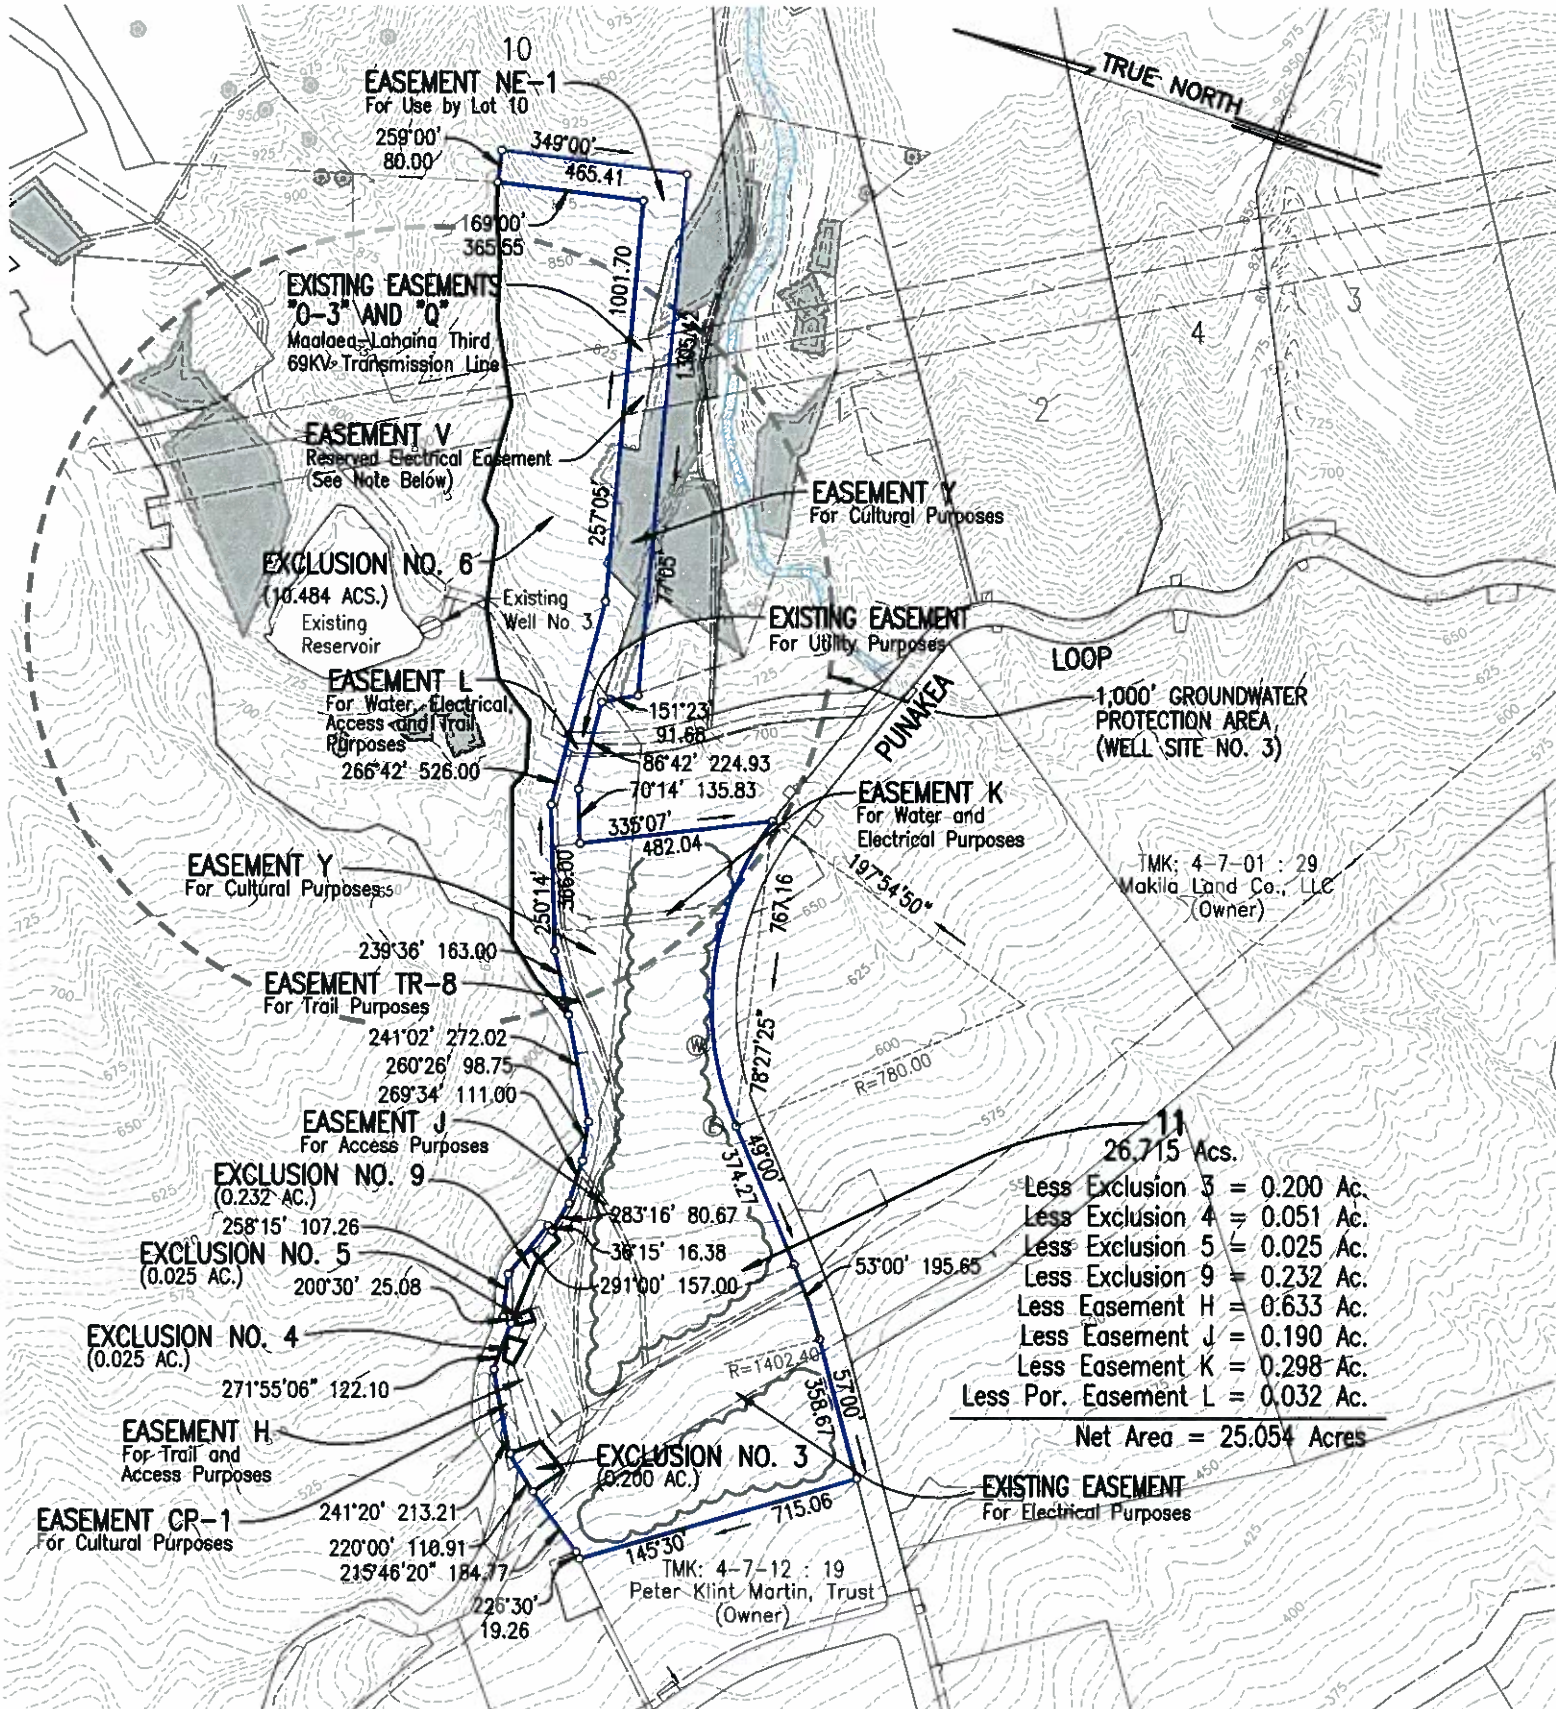 10
EASEMENT NE-1
For Use by Lot 10
259°00'
80.00
349°00'
465.41
TRUE NORTH
169°00'
365.55
1001.70
EXISTING EASEMENTS
"O-3" AND "Q"
Maalaea-Lahaina Third
69KV Transmission Line
3
4
2
1
EASEMENT V
Reserved Electrical Easement
(See Note Below)
257°05'
77°05'
EASEMENT Y
For Cultural Purposes
EXCLUSION NO. 6
(10.484 ACS.)
Existing
Reservoir
Existing
Well No 3
EXISTING EASEMENT
For Utility Purposes
LOOP
PUNAKEA
EASEMENT L
For Water, Electrical,
Access and Trail
Purposes
266°42' 526.00
151°23'
91.68
86°42' 224.93
70°14' 135.83
1,000' GROUNDWATER
PROTECTION AREA
(WELL SITE NO. 3)
335°07'
482.04
EASEMENT K
For Water and
Electrical Purposes
TMK: 4-7-01 : 29
Makila Land Co., LLC
(Owner)
197°54'50"
767.16
EASEMENT Y
For Cultural Purposes
250°14'
366.00
239°36' 163.00
EASEMENT TR-8
For Trail Purposes
241°02' 272.02
260°26' 98.75
269°34' 111.00
78°27'25"
R=780.00
W
E
EASEMENT J
For Access Purposes
EXCLUSION NO. 9
(0.232 AC.)
258°15' 107.26
EXCLUSION NO. 5
(0.025 AC.)
200°30' 25.08
283°16' 80.67
36°15' 16.38
291°00' 157.00
49°00'
374.27
53°00' 195.65
11
26.715 Acs.
Less Exclusion 3 = 0.200 Ac.
Less Exclusion 4 = 0.051 Ac.
Less Exclusion 5 = 0.025 Ac.
Less Exclusion 9 = 0.232 Ac.
Less Easement H = 0.633 Ac.
Less Easement J = 0.190 Ac.
Less Easement K = 0.298 Ac.
Less Por. Easement L = 0.032 Ac.
Net Area = 25.054 Acres
EXCLUSION NO. 4
(0.025 AC.)
271°55'06" 122.10
R=1402.40
57°00'
358.67
EASEMENT H
For Trail and
Access Purposes
EXCLUSION NO. 3
(0.200 AC.)
EXISTING EASEMENT
For Electrical Purposes
EASEMENT CP-1
For Cultural Purposes
241°20' 213.21
220°00' 110.91
215°46'20" 184.77
226°30'
19.26
145°30'
715.06
TMK: 4-7-12 : 19
Peter Klint Martin, Trust
(Owner)